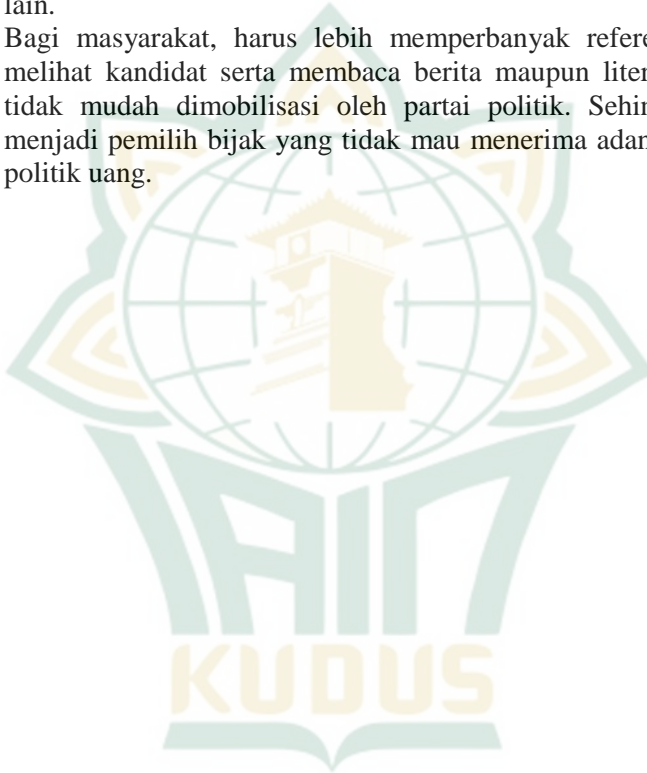 lain.
Bagi masyarakat, harus lebih memperbanyak refere
melihat kandidat serta membaca berita maupun liter
tidak mudah dimobilisasi oleh partai politik. Sehin
menjadi pemilih bijak yang tidak mau menerima adan
politik uang.
IAIN
KUDUS